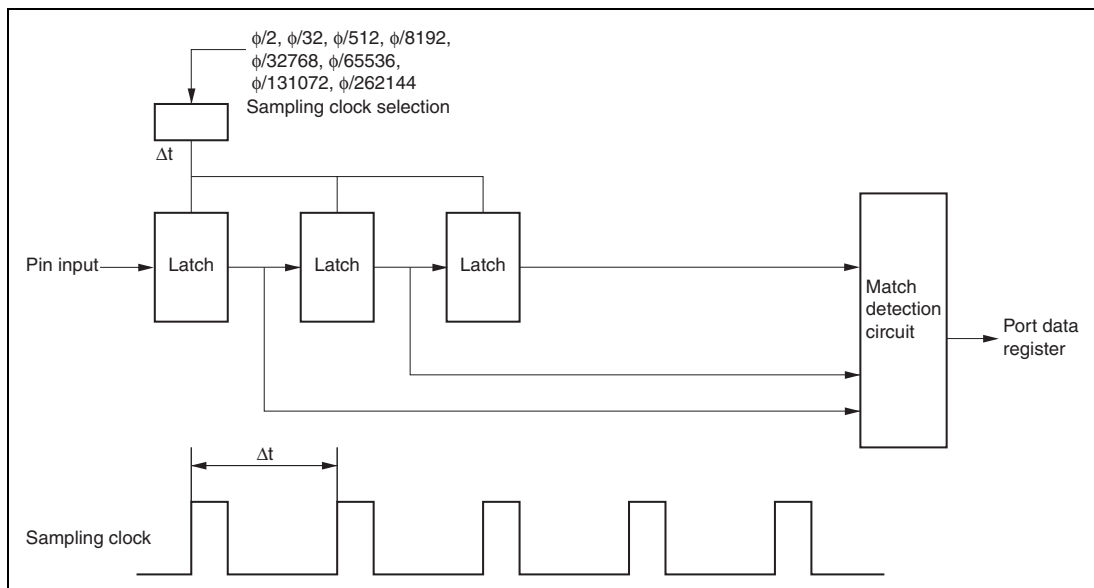 ϕ/2, ϕ/32, ϕ/512, ϕ/8192,
ϕ/32768, ϕ/65536,
ϕ/131072, ϕ/262144
Sampling clock selection
Δt
Pin input
Latch
Latch
Latch
Match
detection
circuit
Port data
register
Δt
Sampling clock